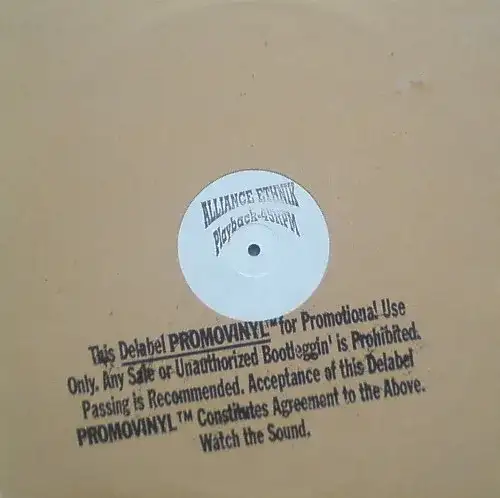 ALLIANCE ETHNIK
Playback-45RPM
This Delabel PROMOVINYL™ for Promotional Use
Only. Any Sale or Unauthorized Bootleggin' is Prohibited.
Passing is Recommended. Acceptance of this Delabel
PROMOVINYL™ Constitutes Agreement to the Above.
Watch the Sound.